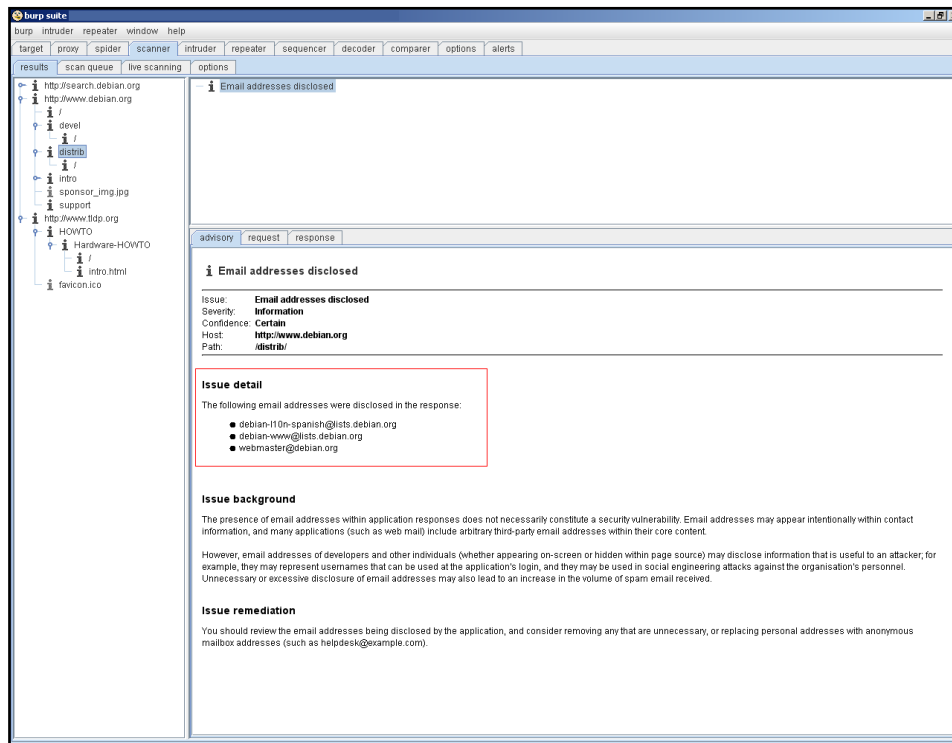 burp suite
burp intruder repeater window help
target proxy spider scanner intruder repeater sequencer decoder comparer options alerts
results scan queue live scanning options
http://search.debian.org
http://www.debian.org
/
devel
/
distrib
/
intro
sponsor_img.jpg
support
http://www.tldp.org
HOWTO
Hardware-HOWTO
/
intro.html
favicon.ico
Email addresses disclosed
advisory request response
Email addresses disclosed
Issue: Email addresses disclosed
Severity: Information
Confidence: Certain
Host: http://www.debian.org
Path: /distrib/
Issue detail
The following email addresses were disclosed in the response:
debian-l10n-spanish@lists.debian.org
debian-www@lists.debian.org
webmaster@debian.org
Issue background
The presence of email addresses within application responses does not necessarily constitute a security vulnerability. Email addresses may appear intentionally within contact
information, and many applications (such as web mail) include arbitrary third-party email addresses within their core content.
However, email addresses of developers and other individuals (whether appearing on-screen or hidden within page source) may disclose information that is useful to an attacker; for
example, they may represent usernames that can be used at the application's login, and they may be used in social engineering attacks against the organisation's personnel.
Unnecessary or excessive disclosure of email addresses may also lead to an increase in the volume of spam email received.
Issue remediation
You should review the email addresses being disclosed by the application, and consider removing any that are unnecessary, or replacing personal addresses with anonymous
mailbox addresses (such as helpdesk@example.com).